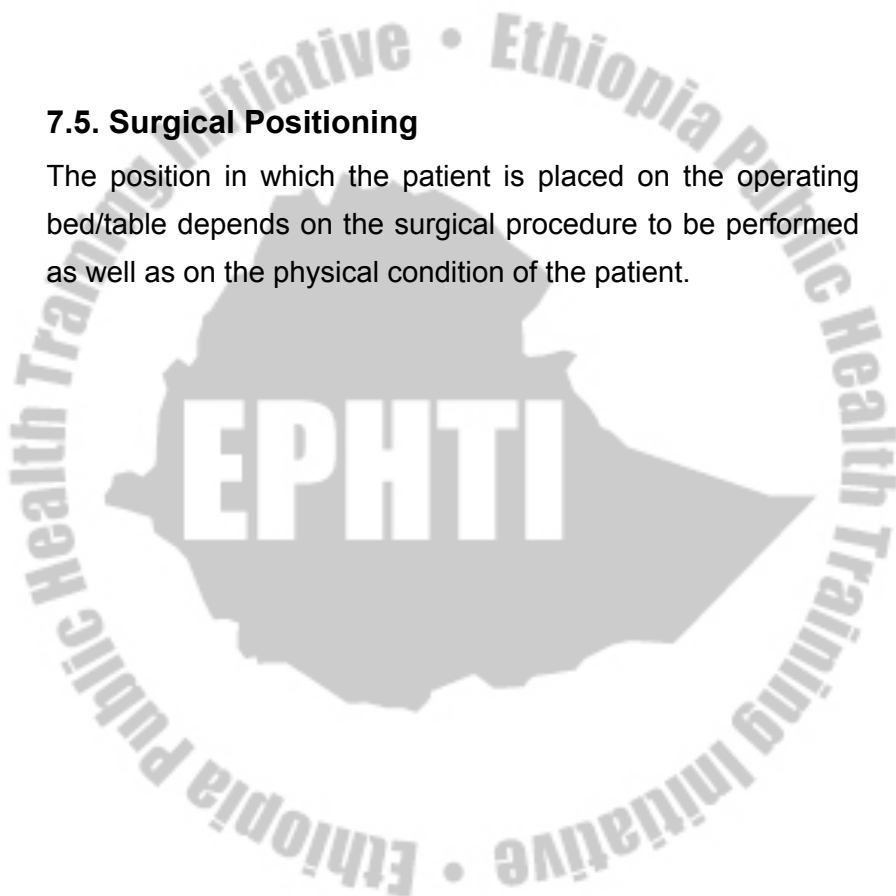 7.5. Surgical Positioning
The position in which the patient is placed on the operating
bed/table depends on the surgical procedure to be performed
as well as on the physical condition of the patient.
EPHTI
Ethiopia Public Health Training Initiative • Ethiopia Public Health Training Initiative •